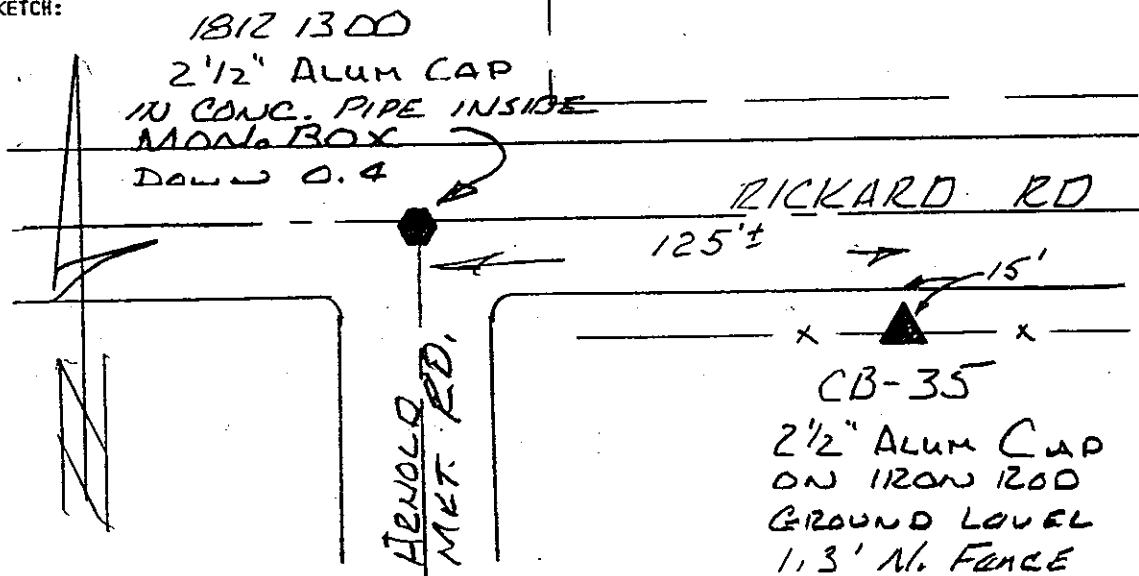 KETCH:
1812 1300
2 1/2" ALUM CAP
IN CONC. PIPE INSIDE
MON. BOX
DOWN 0.4
RICKARD RD
125'±
15'
x x
CB-35
2 1/2" ALUM CAP
ON IRON ROD
GROUND LEVEL
1.3' N. FENCE
ARNOLD
MKT. RD.
N